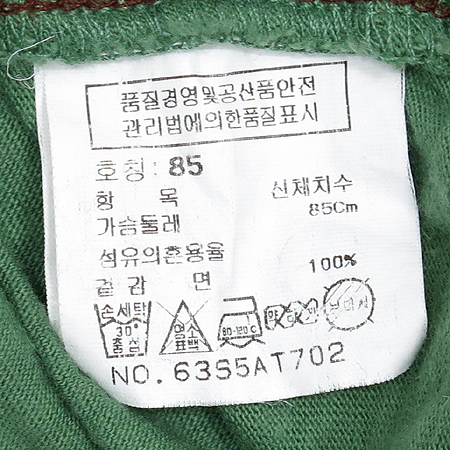 품질경영및공산품안전
관리법에의한품질표시
호칭: 85
항 목 신체치수
가슴둘레 85Cm
섬유의혼용율
겉감 면 100%
손세탁 30° 중성 염소 표백 80-120°C
NO. 63S5AT702